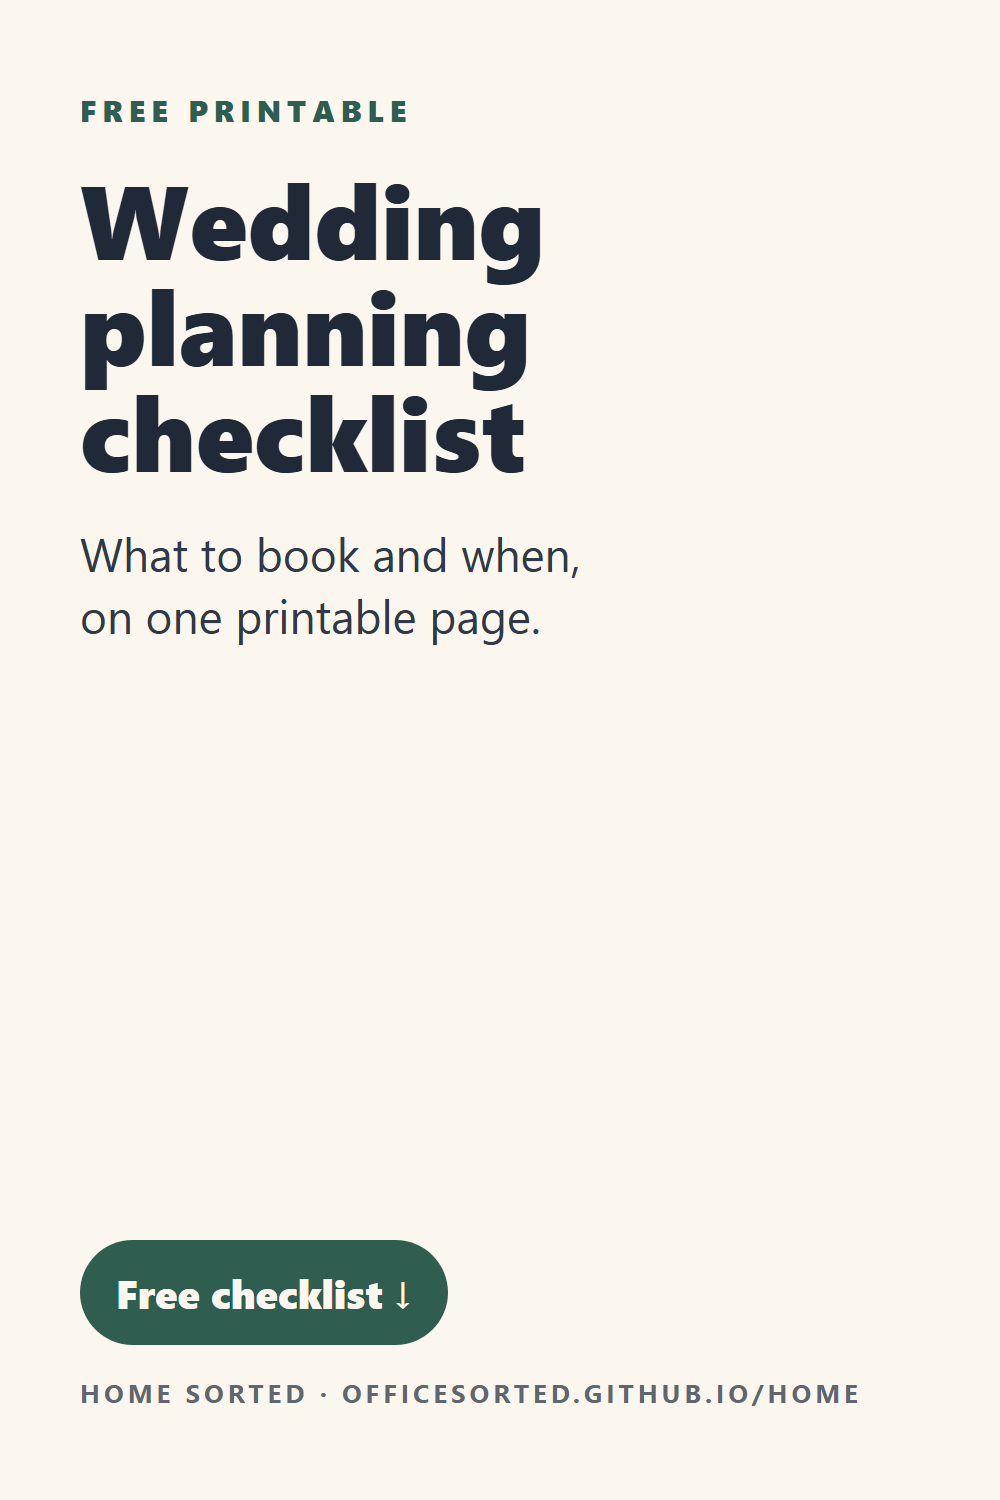 FREE PRINTABLE
Wedding
planning
checklist
What to book and when,
on one printable page.
Free checklist ↓
HOME SORTED · OFFICESORTED.GITHUB.IO/HOME